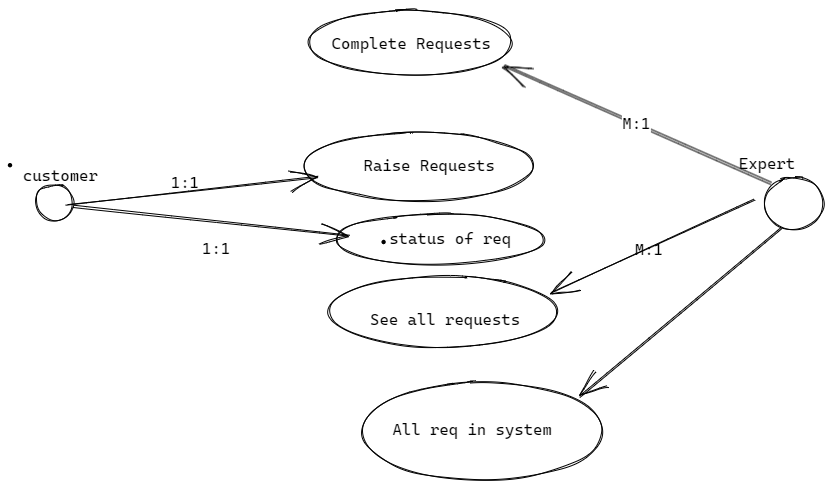 Complete Requests
M:1
Expert
Raise Requests
customer
1:1
status of req
1:1
M:1
See all requests
All req in system